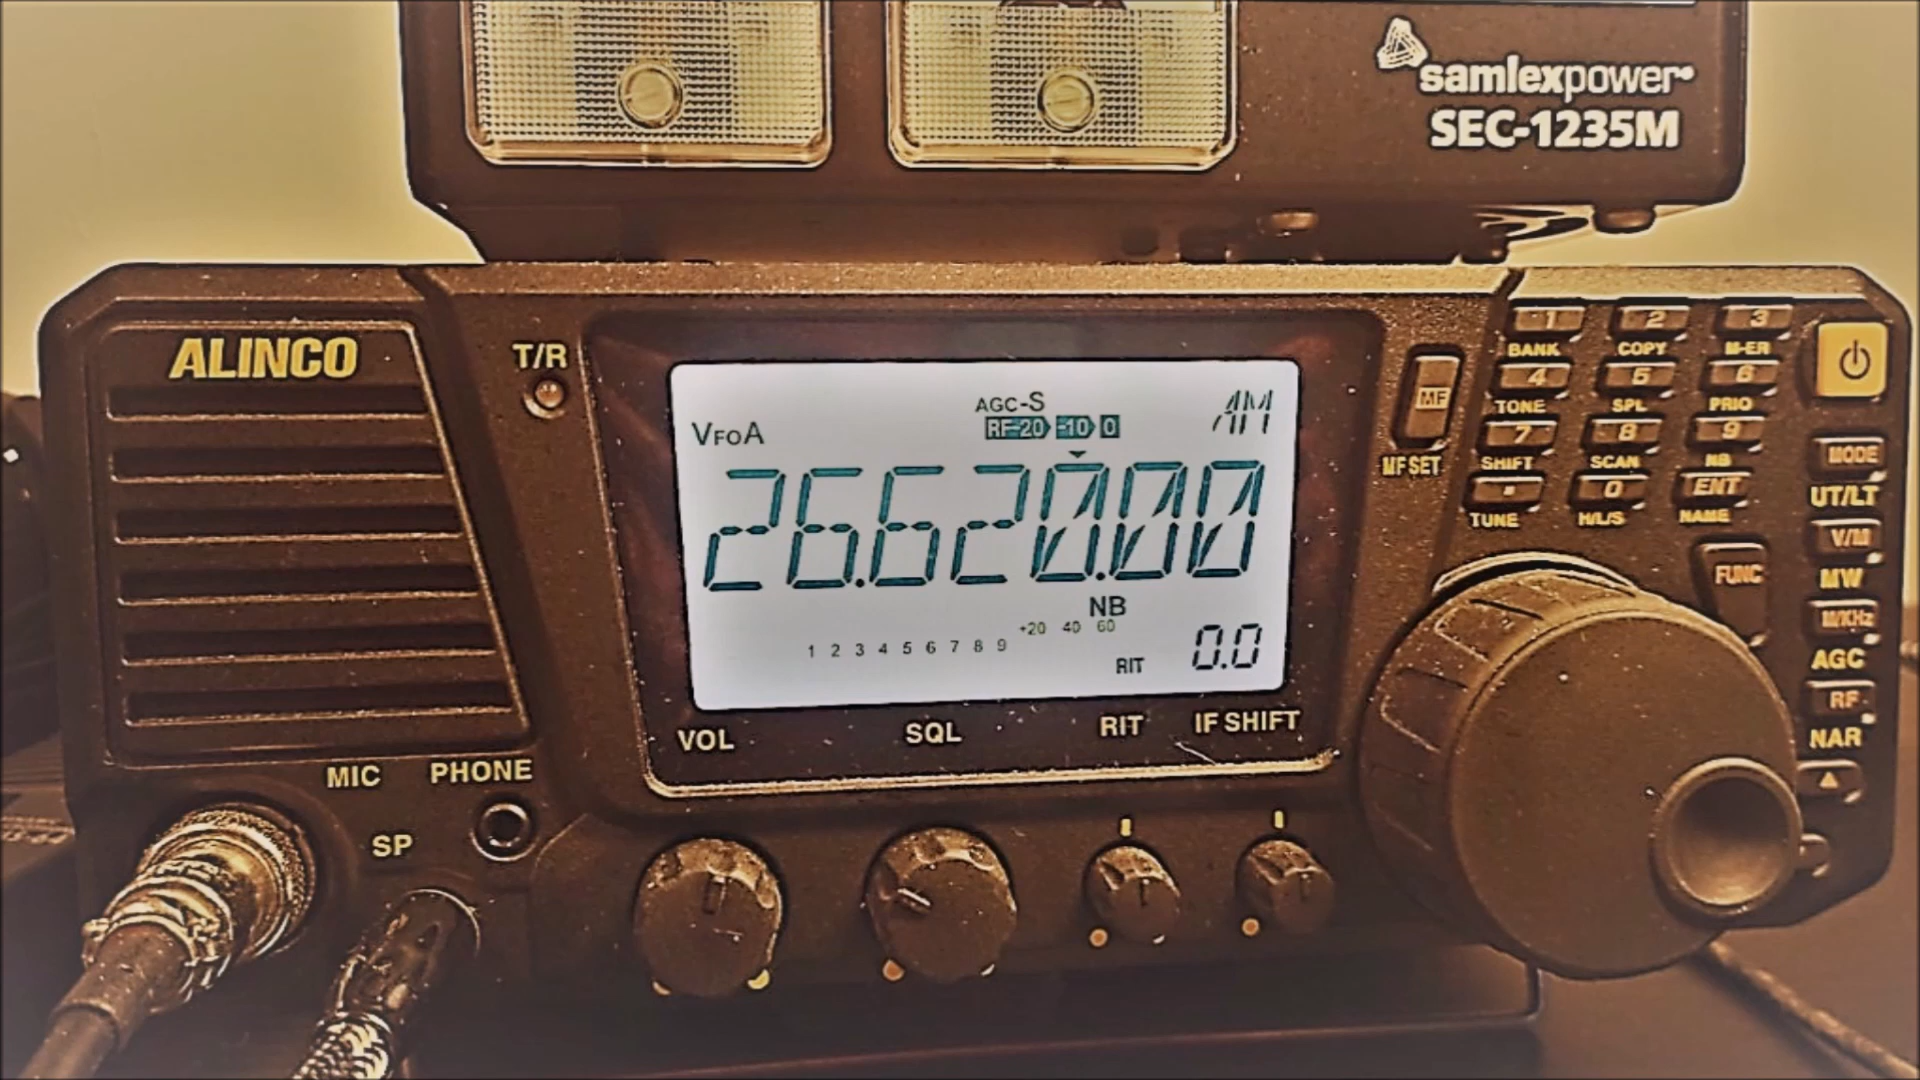 samlexpower
SEC-1235M
ALINCO
T/R
VFOA
AGC-S
RF-20 -10 0
AM
26.620.00
NB
1 2 3 4 5 6 7 8 9 +20 40 60
RIT
0.0
VOL
SQL
RIT
IF SHIFT
MIC
PHONE
SP
MF
MF SET
1 2 3
BANK COPY M-ER
4 5 6
TONE SPL PRIO
7 8 9
SHIFT SCAN NB
. 0 ENT
TUNE H/L/S NAME
FUNC
MODE
UT/LT
V/M
MW
M/KHz
AGC
RF
NAR